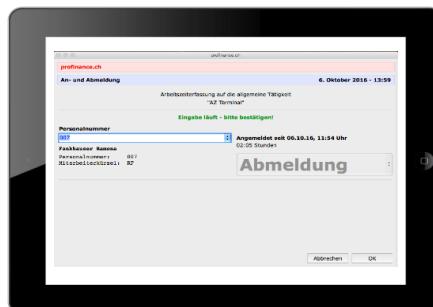 profinance.ch
profinance.ch
An- und Abmeldung
6. Oktober 2016 - 13:59
Arbeitszeiterfassung auf die allgemeine Tätigkeit
"AZ Terminal"
Eingabe läuft - bitte bestätigen!
Personalnummer
007
Angemeldet seit 06.10.16, 11:54 Uhr
02:05 Stunden
Fankhauser Ramona
Personalnummer: 007
Mitarbeiterkürzel: RF
Abmeldung
Abbrechen
OK